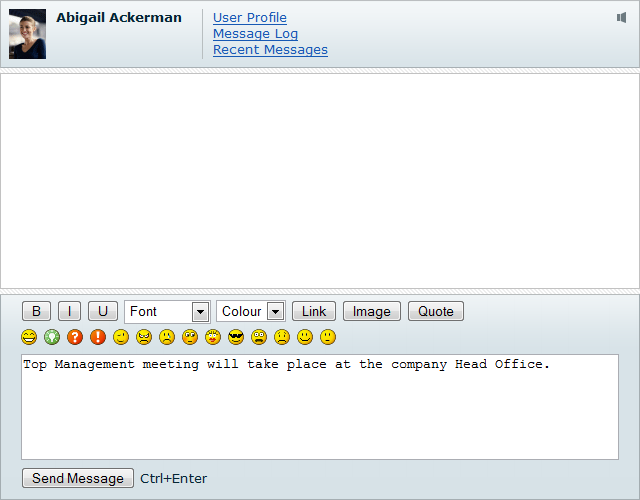 Abigail Ackerman
User Profile
Message Log
Recent Messages
B I U Font Colour Link Image Quote
Top Management meeting will take place at the company Head Office.
Send Message Ctrl+Enter